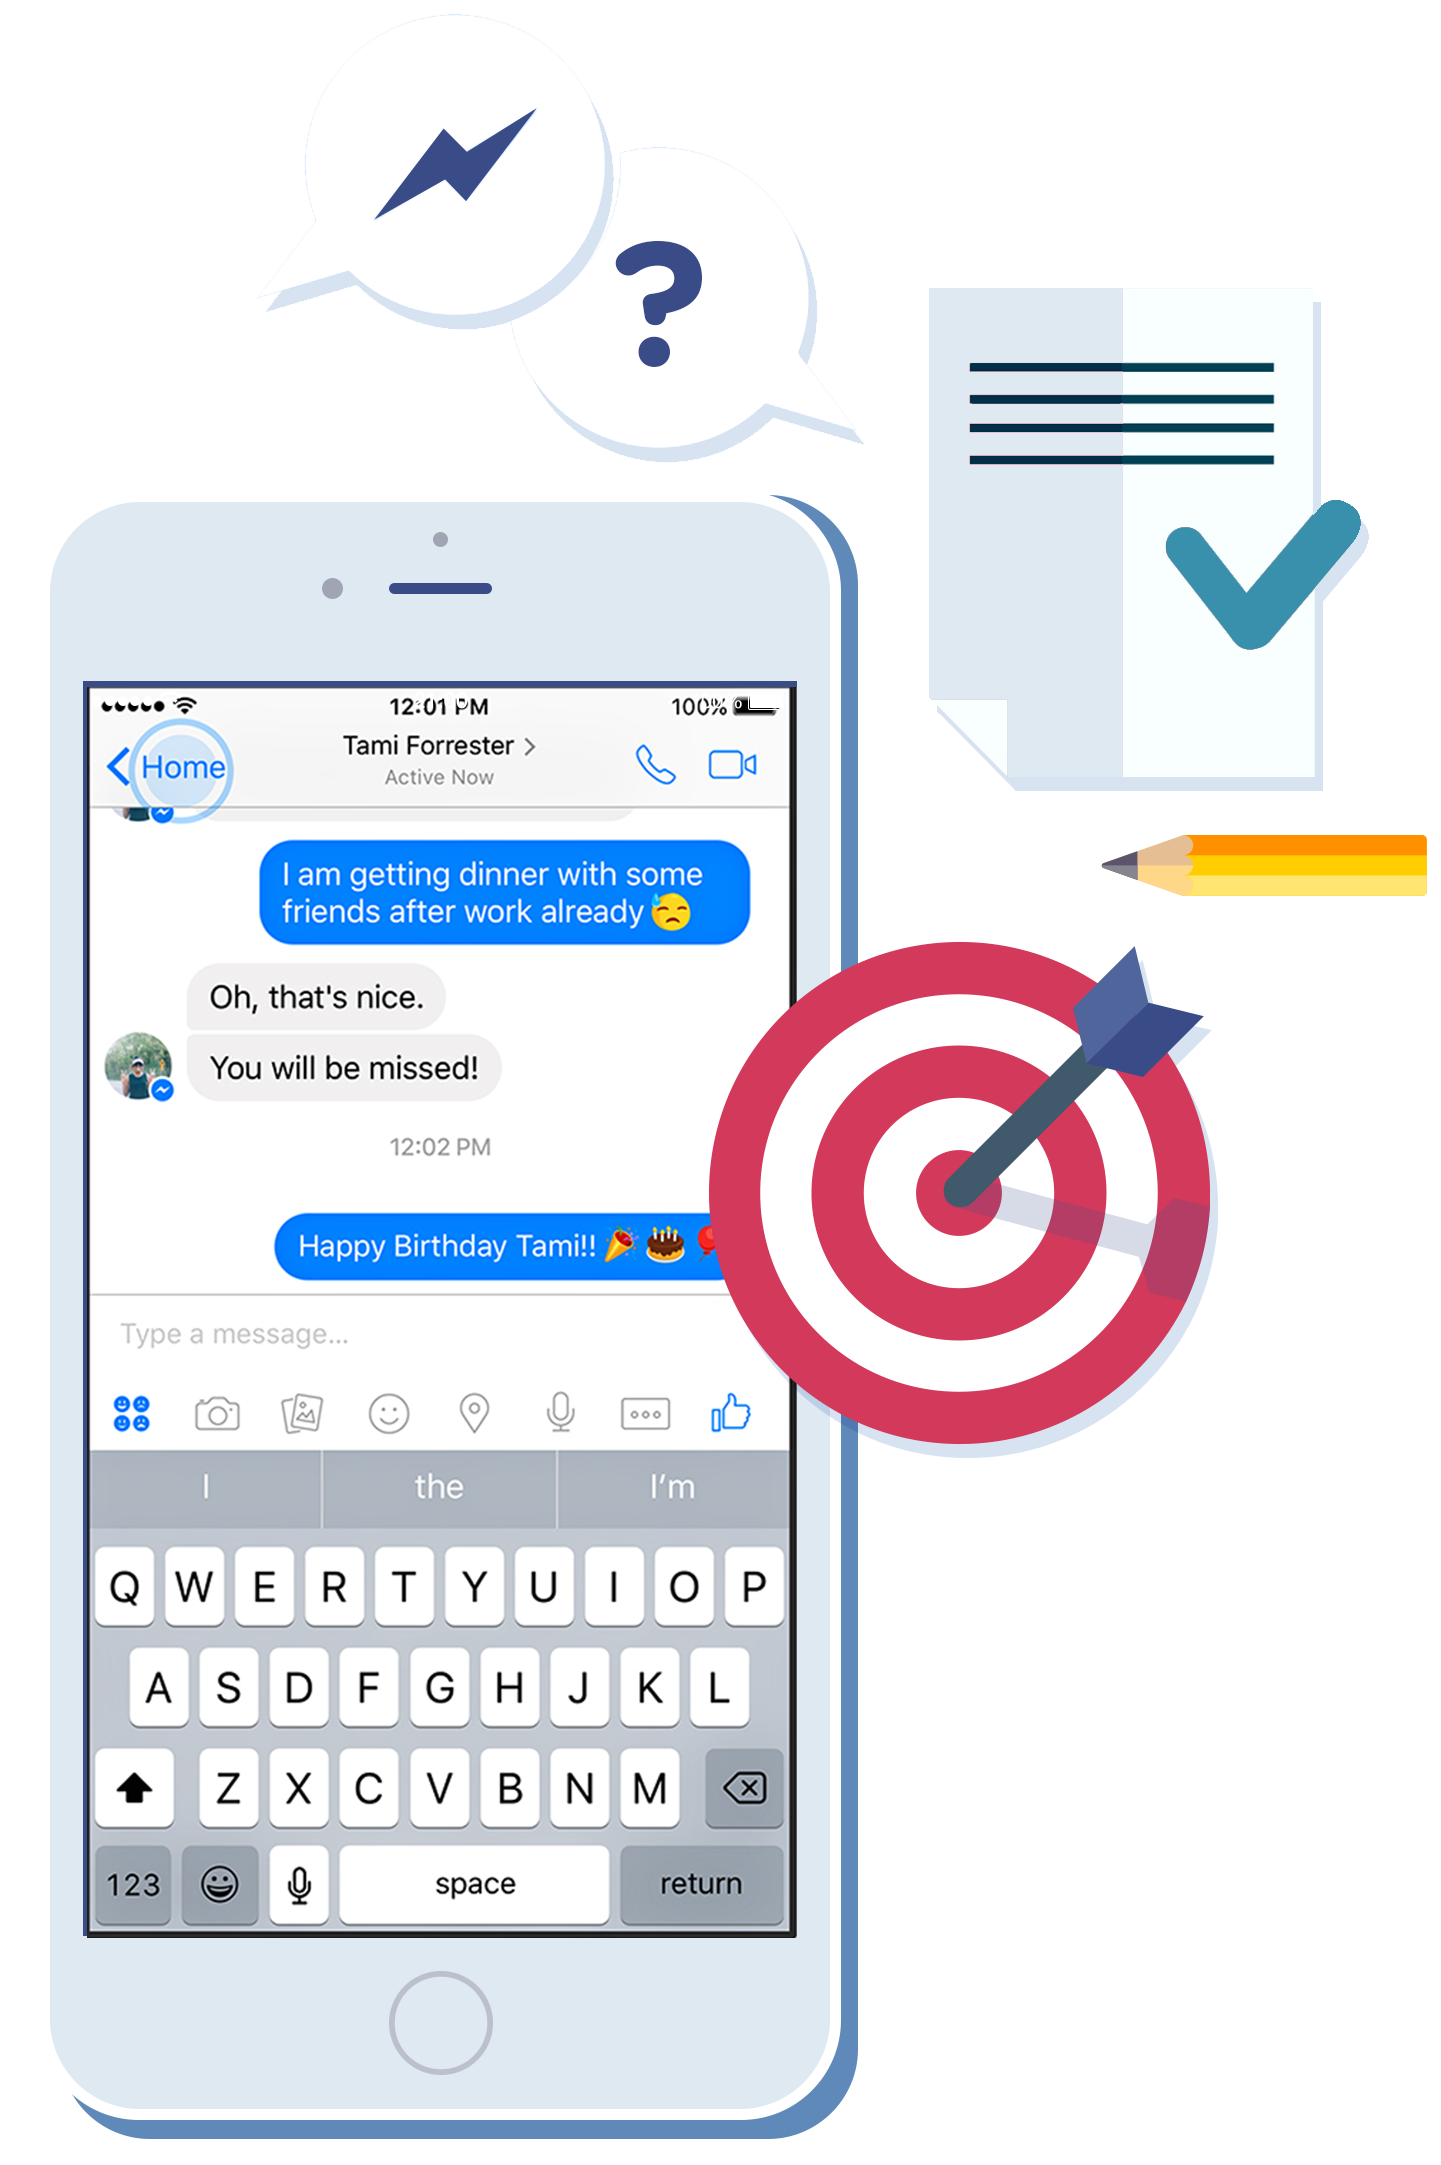 ?
12:01 PM
100%
Home
Tami Forrester
Active Now
I am getting dinner with some
friends after work already 😓
Oh, that's nice.
You will be missed!
12:02 PM
Happy Birthday Tami!! 🎉 🎂 🎈
Type a message...
I the I'm
Q W E R T Y U I O P
A S D F G H J K L
Z X C V B N M
123 space return